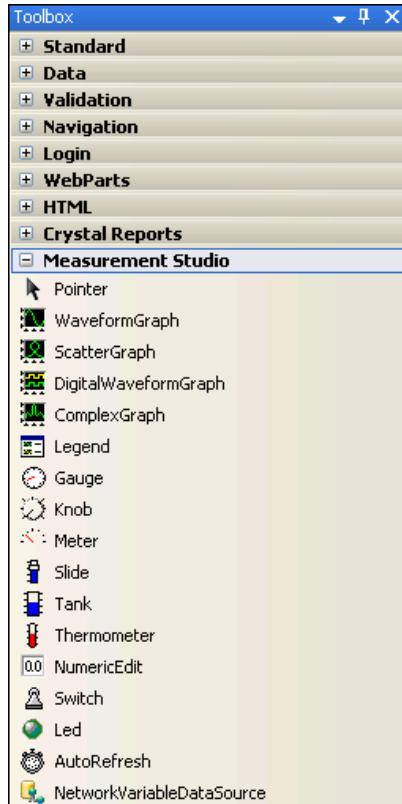 Toolbox
Standard
Data
Validation
Navigation
Login
WebParts
HTML
Crystal Reports
Measurement Studio
Pointer
WaveformGraph
ScatterGraph
DigitalWaveformGraph
ComplexGraph
Legend
Gauge
Knob
Meter
Slide
Tank
Thermometer
0.0 NumericEdit
Switch
Led
AutoRefresh
NetworkVariableDataSource